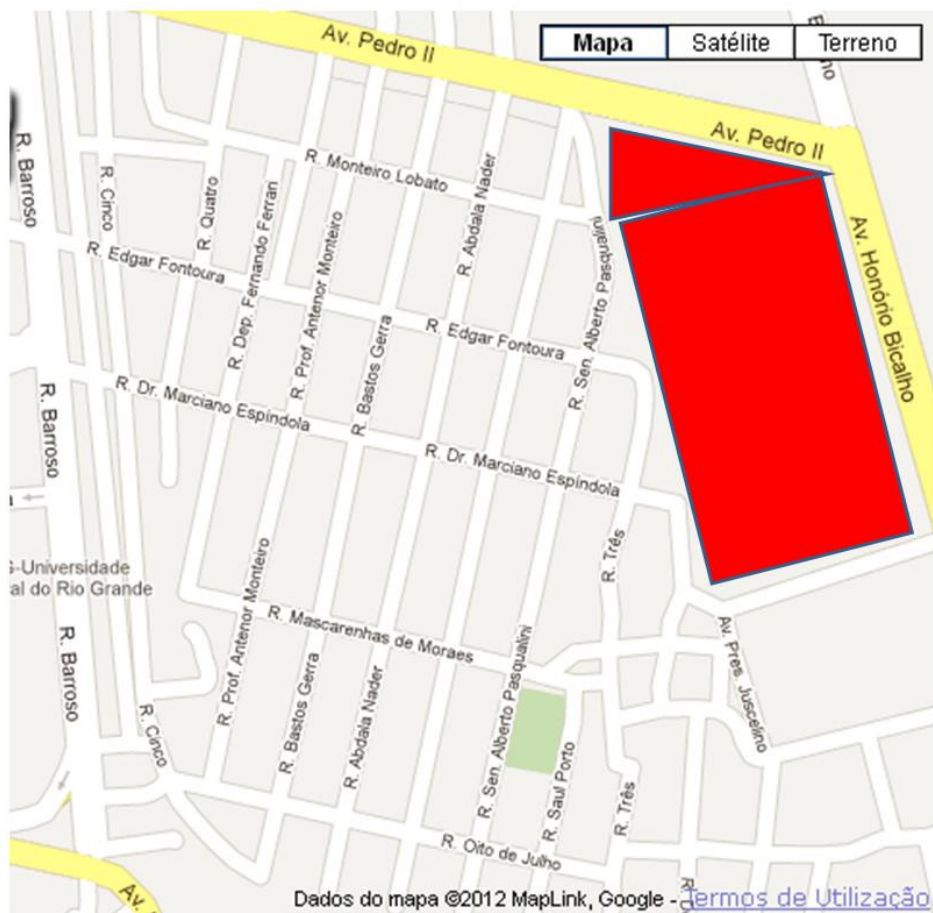 Av. Pedro II
Mapa
Satélite
Terreno
Av. Pedro II
R. Barroso
R. Cinco
R. Quatro
R. Monteiro Lobato
R. Abdala Nader
R. Dep. Fernando Ferrari
R. Prof. Antenor Monteiro
R. Sen. Alberto Pasqualini
Av. Honório Bicalho
R. Edgar Fontoura
R. Edgar Fontoura
R. Bastos Gerra
R. Barroso
R. Dr. Marciano Espíndola
R. Dr. Marciano Espíndola
R. Três
G-Universidade
al do Rio Grande
R. Prof. Antenor Monteiro
R. Mascarenhas de Moraes
R. Barroso
R. Cinco
R. Bastos Gerra
R. Abdala Nader
R. Sen. Alberto Pasqualini
Av. Pres. Juscelino
R. Saul Porto
R. Três
R. Oito de Julho
Av.
Dados do mapa ©2012 MapLink, Google - Termos de Utilização